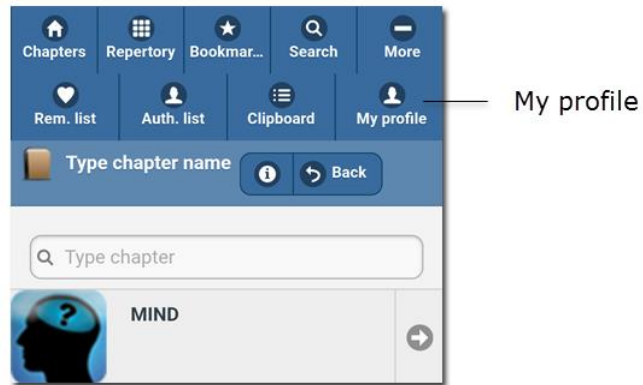 Chapters Repertory Bookmar... Search More
Rem. list Auth. list Clipboard My profile
My profile
Type chapter name i Back
Type chapter
?
MIND